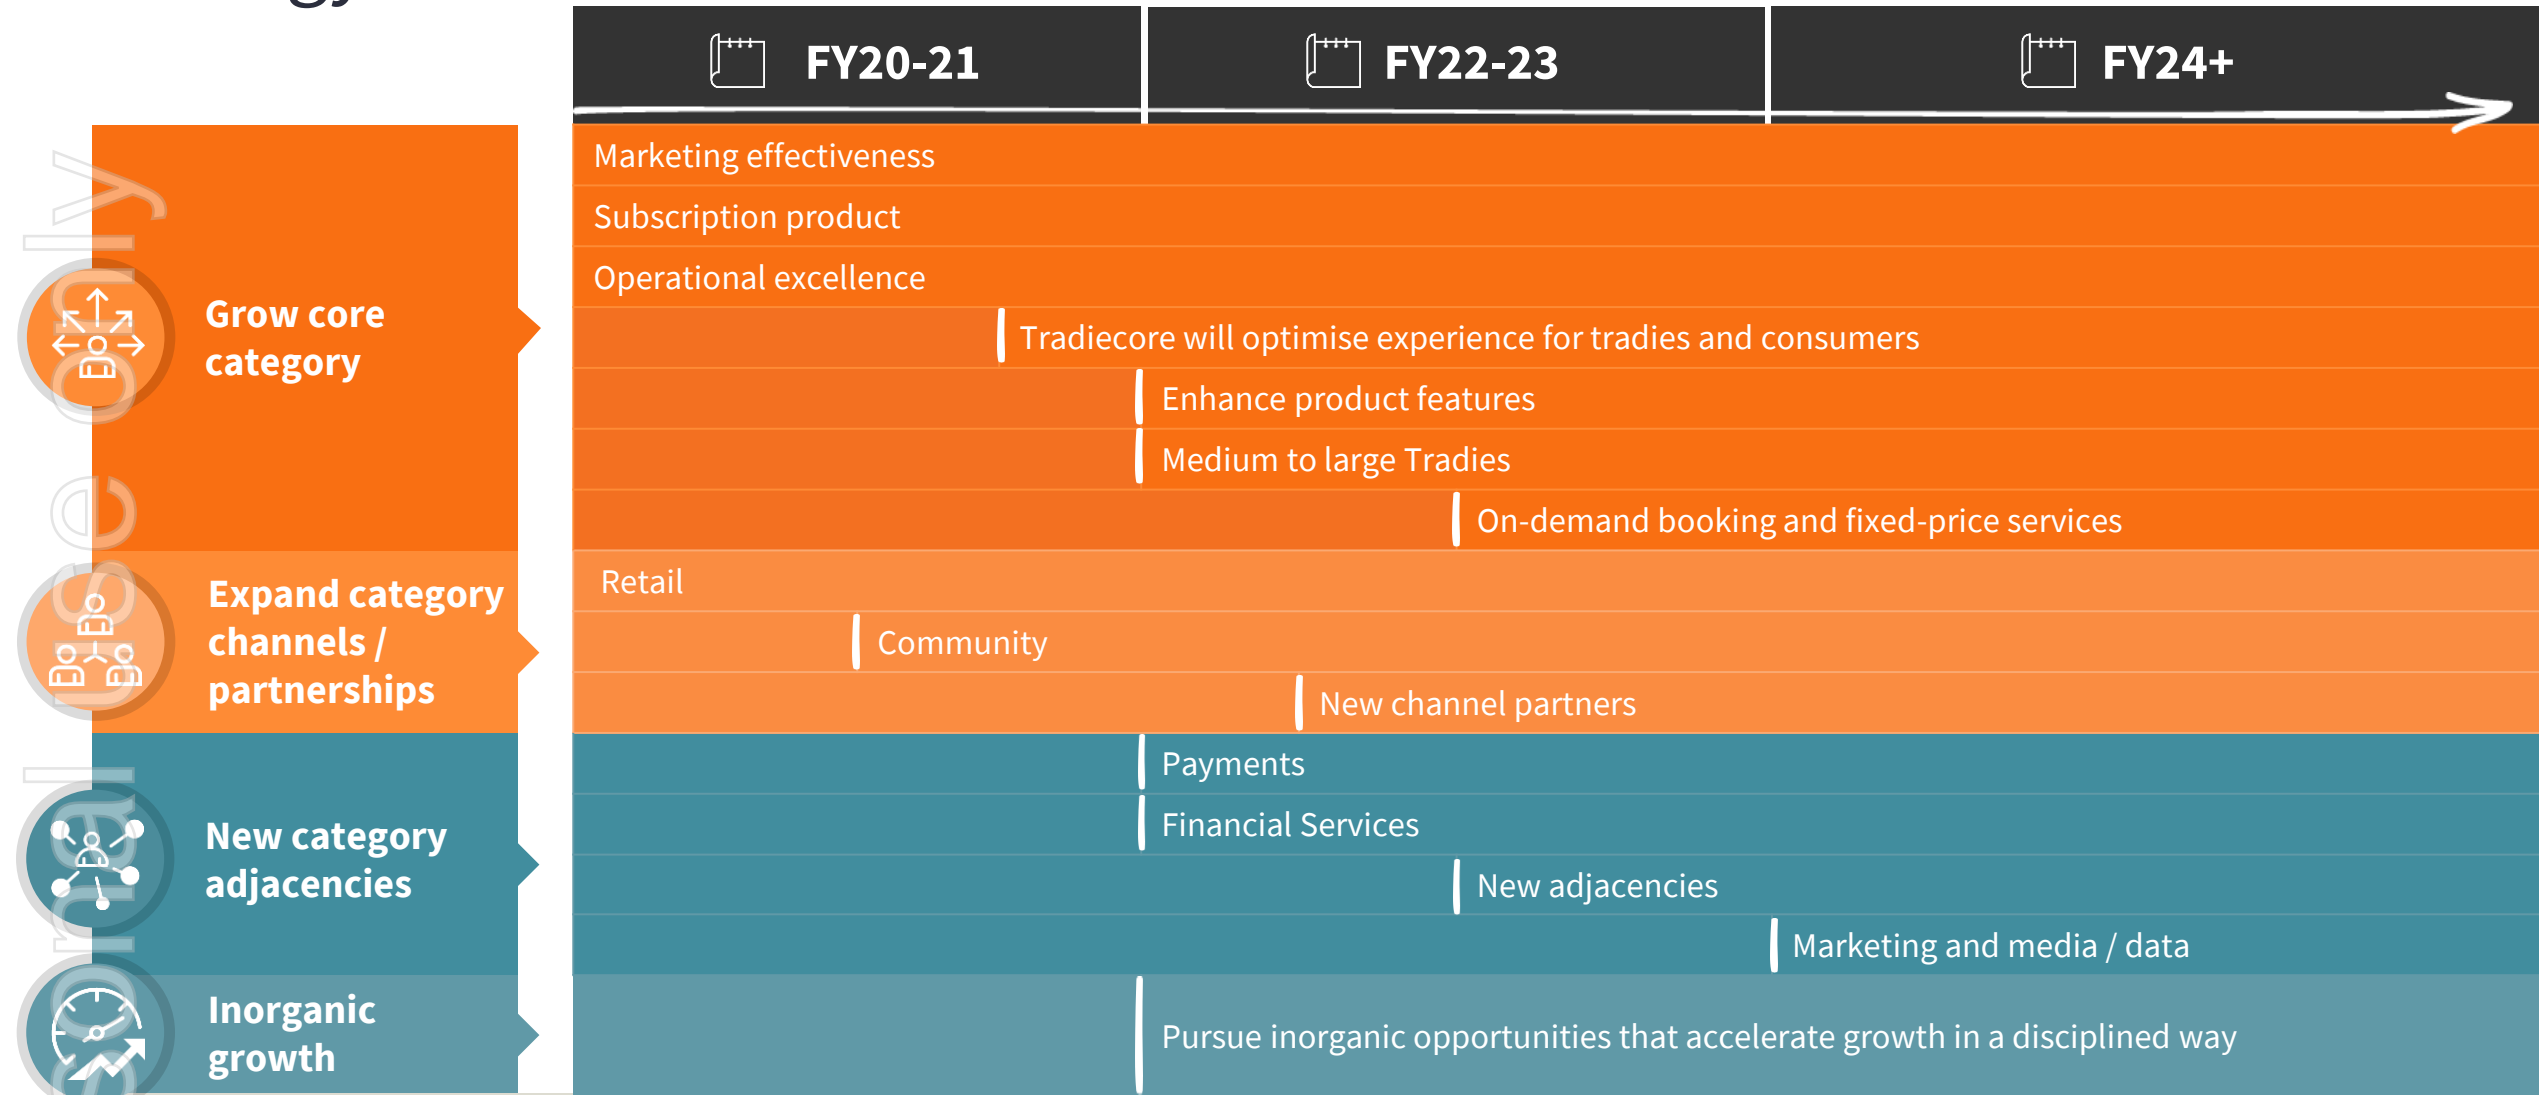 FY20-21
FY22-23
FY24+
Grow core
category
Marketing effectiveness
Subscription product
Operational excellence
Tradiecore will optimise experience for tradies and consumers
Enhance product features
Medium to large Tradies
On-demand booking and fixed-price services
Expand category
channels /
partnerships
Retail
Community
New channel partners
New category
adjacencies
Payments
Financial Services
New adjacencies
Marketing and media / data
Inorganic
growth
Pursue inorganic opportunities that accelerate growth in a disciplined way
use only